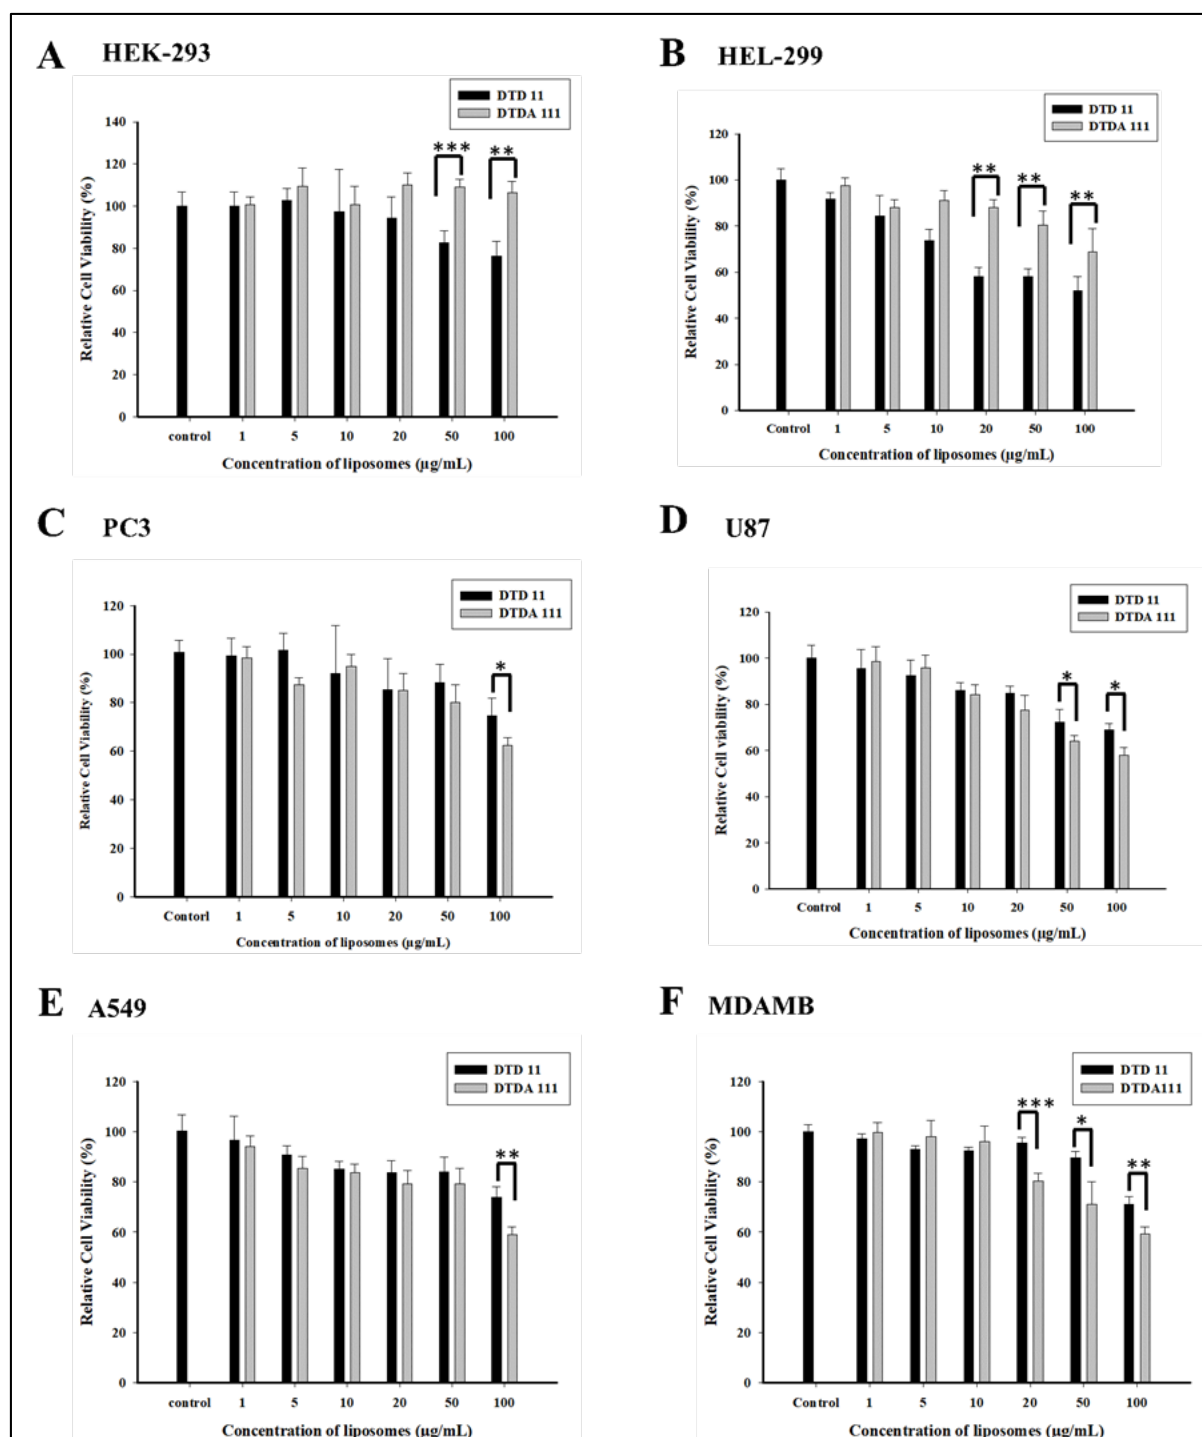 A HEK-293
DTD 11
DTDA 111
***
**
140
120
100
80
60
40
20
0
Relative Cell Viability (%)
control 1 5 10 20 50 100
Concentration of liposomes (µg/mL)
B HEL-299
DTD 11
DTDA 111
**
**
**
120
100
80
60
40
20
0
Relative Cell Viability (%)
Control 1 5 10 20 50 100
Concentration of liposomes (µg/mL)
C PC3
DTD 11
DTDA 111
*
120
100
80
60
40
20
0
Relative Cell Viability (%)
Contorl 1 5 10 20 50 100
Concentration of liposomes (µg/mL)
D U87
DTD 11
DTDA 111
*
*
120
100
80
60
40
20
0
Relative Cell viability (%)
Control 1 5 10 20 50 100
Concentration of liposomes (µg/mL)
E A549
DTD 11
DTDA 111
**
120
100
80
60
40
20
0
Relative Cell Viability (%)
control 1 5 10 20 50 100
Concentration of liposomes (µg/mL)
F MDAMB
DTD 11
DTDA111
***
*
**
120
100
80
60
40
20
0
Relative Cell Viability (%)
Control 1 5 10 20 50 100
Concentration of liposomes (µg/mL)